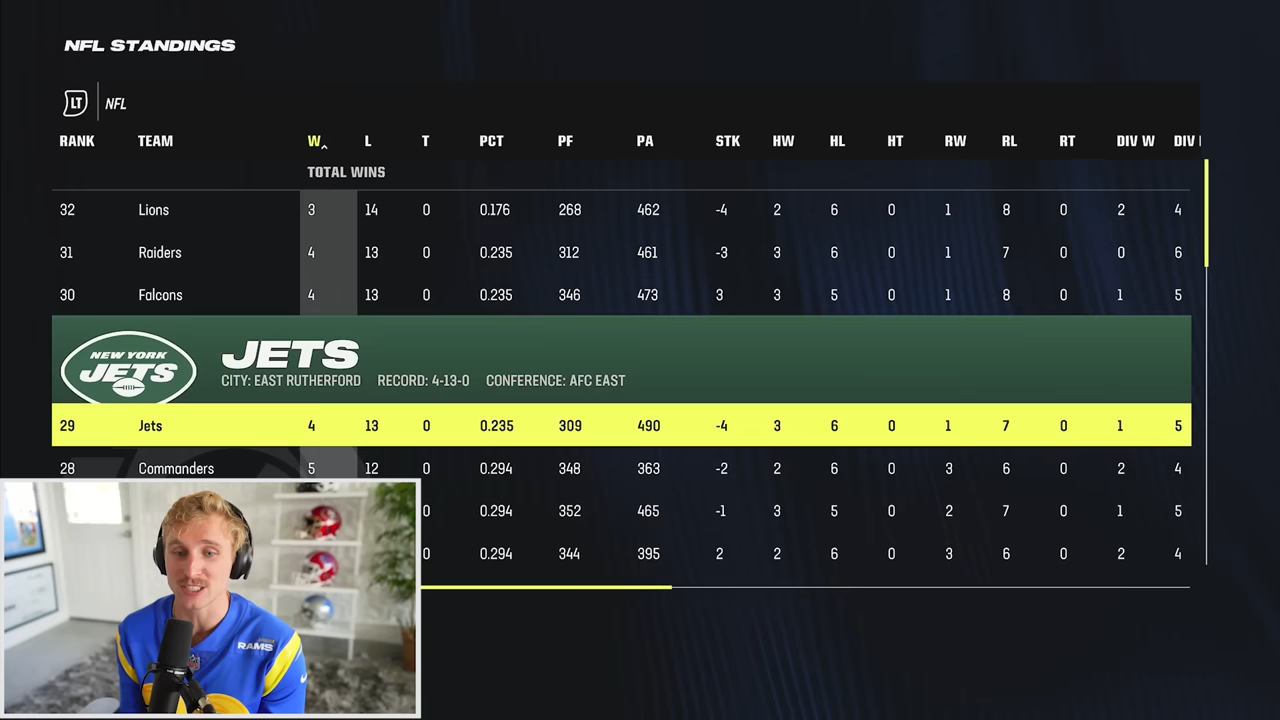 NFL STANDINGS
LT NFL
RANK TEAM W L T PCT PF PA STK HW HL HT RW RL RT DIV W DIV
TOTAL WINS
32 Lions 3 14 0 0.176 268 462 -4 2 6 0 1 8 0 2 4
31 Raiders 4 13 0 0.235 312 461 -3 3 6 0 1 7 0 0 6
30 Falcons 4 13 0 0.235 346 473 3 3 5 0 1 8 0 1 5
NEW YORK
JETS
JETS
CITY: EAST RUTHERFORD RECORD: 4-13-0 CONFERENCE: AFC EAST
29 Jets 4 13 0 0.235 309 490 -4 3 6 0 1 7 0 1 5
28 Commanders 5 12 0 0.294 348 363 -2 2 6 0 3 6 0 2 4
0 0.294 352 465 -1 3 5 0 2 7 0 1 5
0 0.294 344 395 2 2 6 0 3 6 0 2 4
RAMS